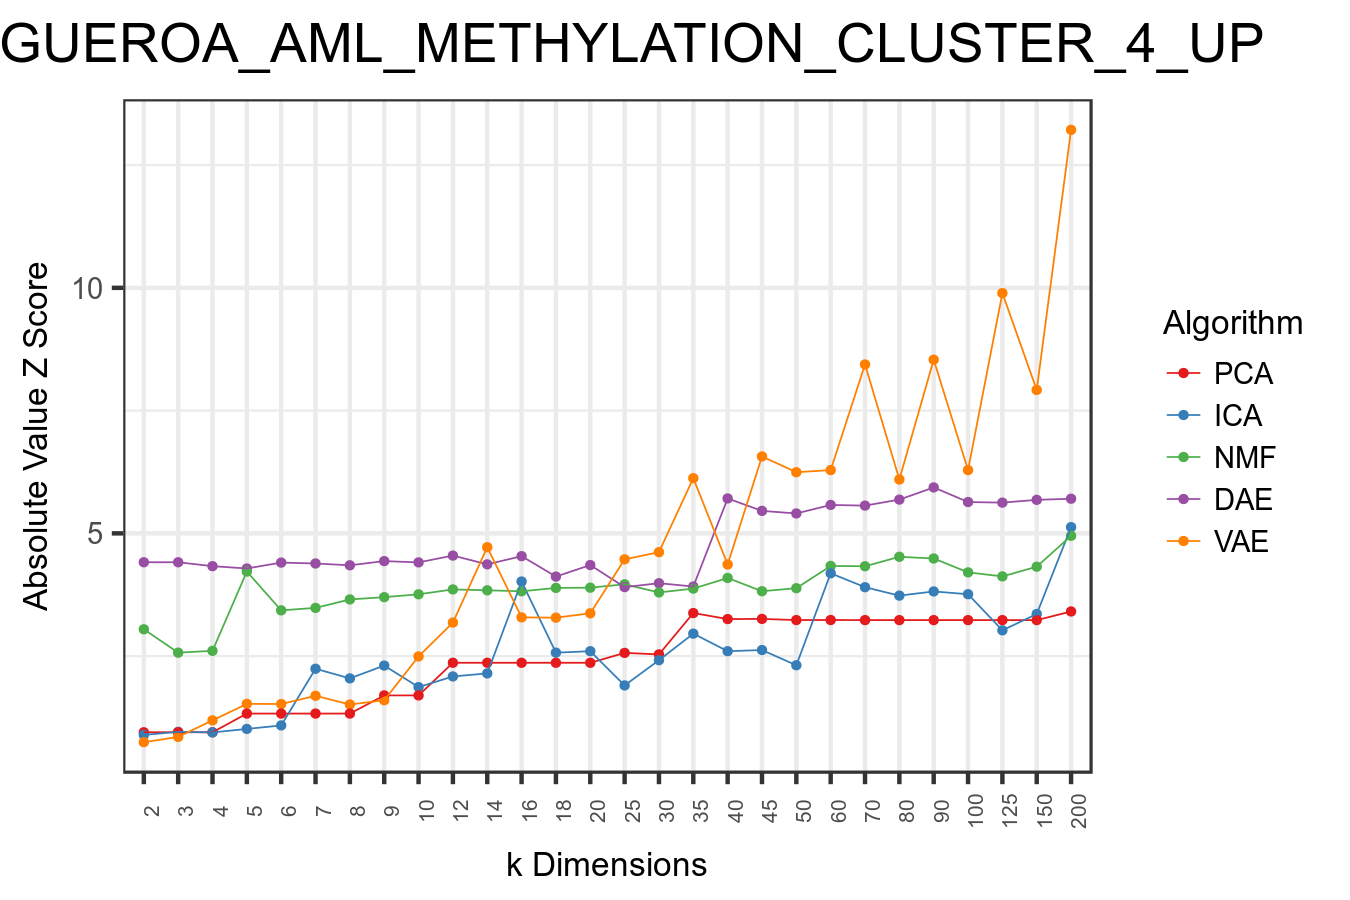 GUEROA_AML_METHYLATION_CLUSTER_4_UP
Absolute Value Z Score
10
5
2 3 4 5 6 7 8 9 10 12 14 16 18 20 25 30 35 40 45 50 60 70 80 90 100 125 150 200
k Dimensions
Algorithm
PCA
ICA
NMF
DAE
VAE